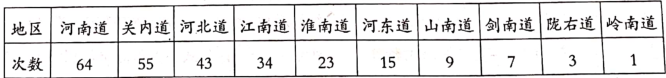 地区 河南道 关内道 河北道 江南道 淮南道 河东道 山南道 剑南道 陇右道 岭南道
次数 64 55 43 34 23 15 9 7 3 1